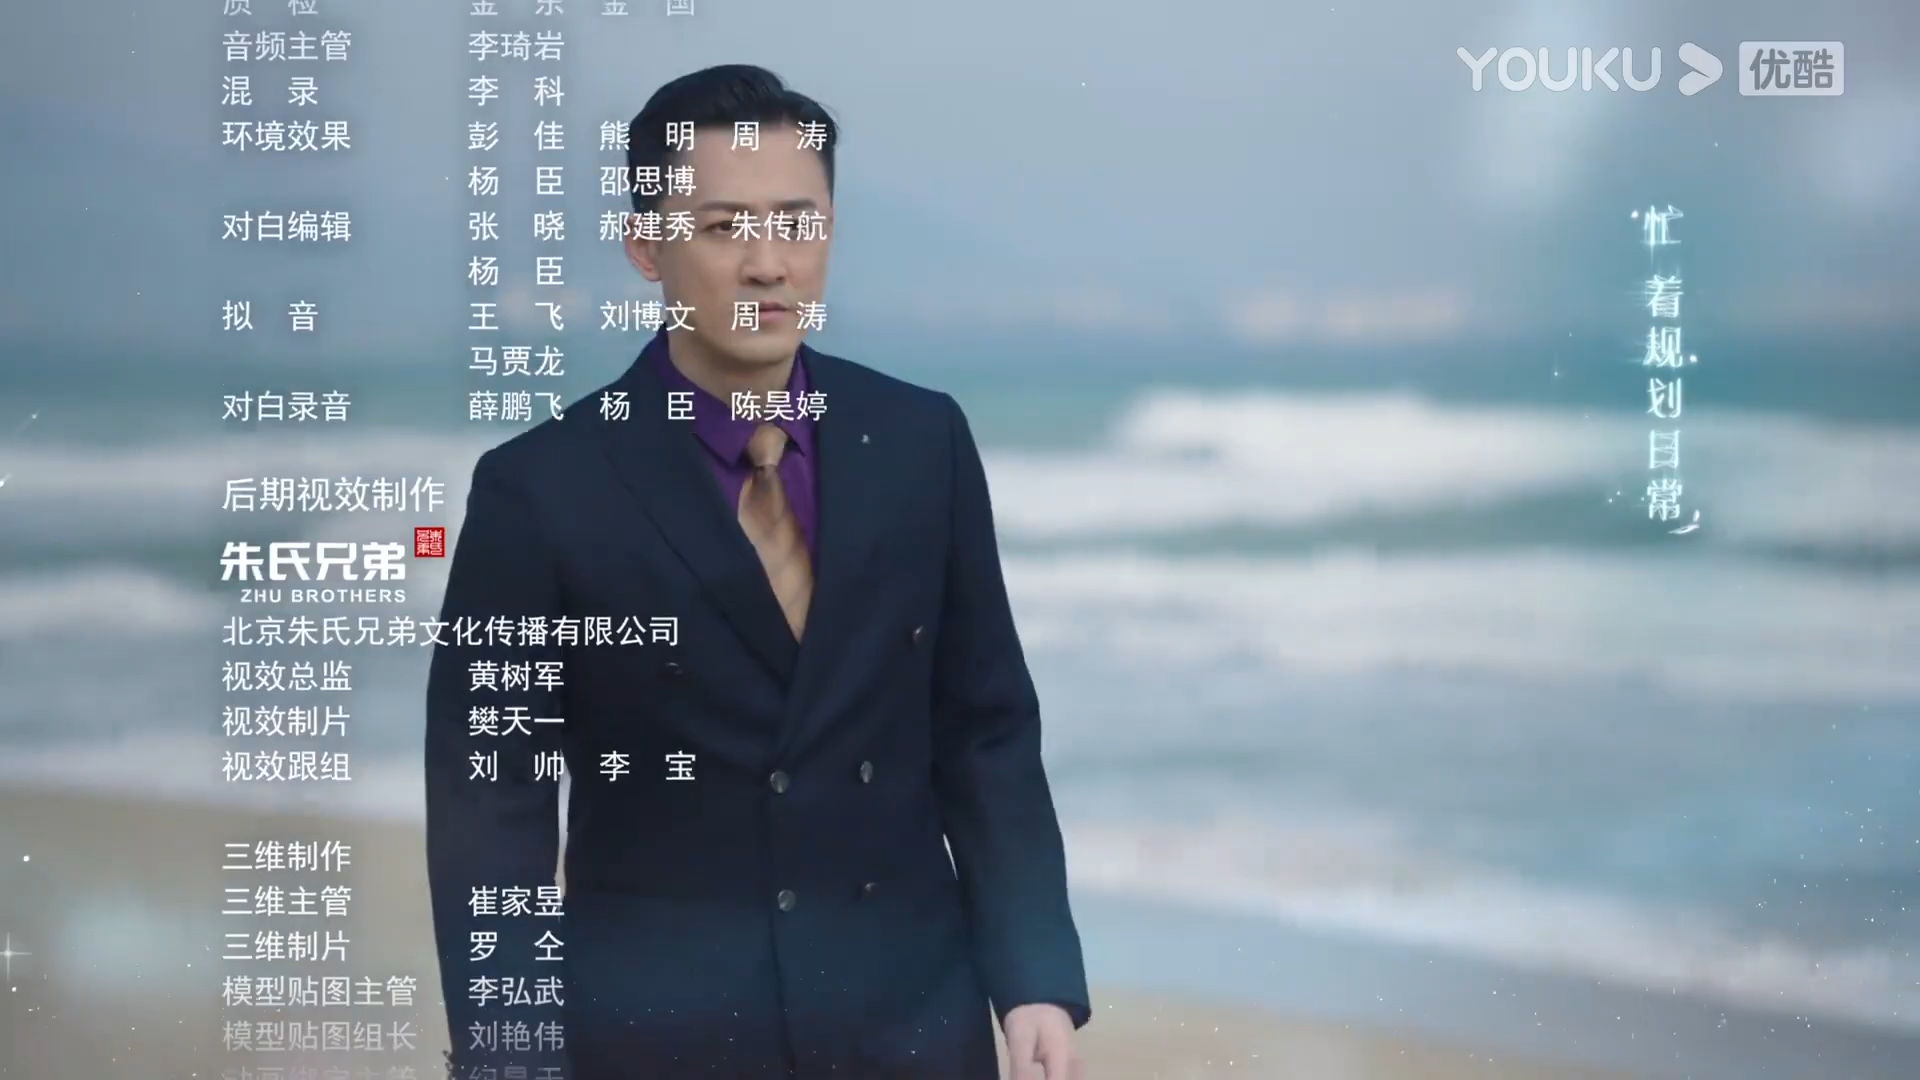 质 检 金 东 金 国
音频主管 李琦岩
混 录 李 科
环境效果 彭 佳 熊 明 周 涛
杨 臣 邵思博
对白编辑 张 晓 郝建秀 朱传航
杨 臣
拟 音 王 飞 刘博文 周 涛
马贾龙
对白录音 薛鹏飞 杨 臣 陈昊婷
后期视效制作
朱氏兄弟
ZHU BROTHERS
北京朱氏兄弟文化传播有限公司
视效总监 黄树军
视效制片 樊天一
视效跟组 刘 帅 李 宝
三维制作
三维主管 崔家昱
三维制片 罗 仝
模型贴图主管 李弘武
模型贴图组长 刘艳伟
YOUKU 优酷
忙着规划日常